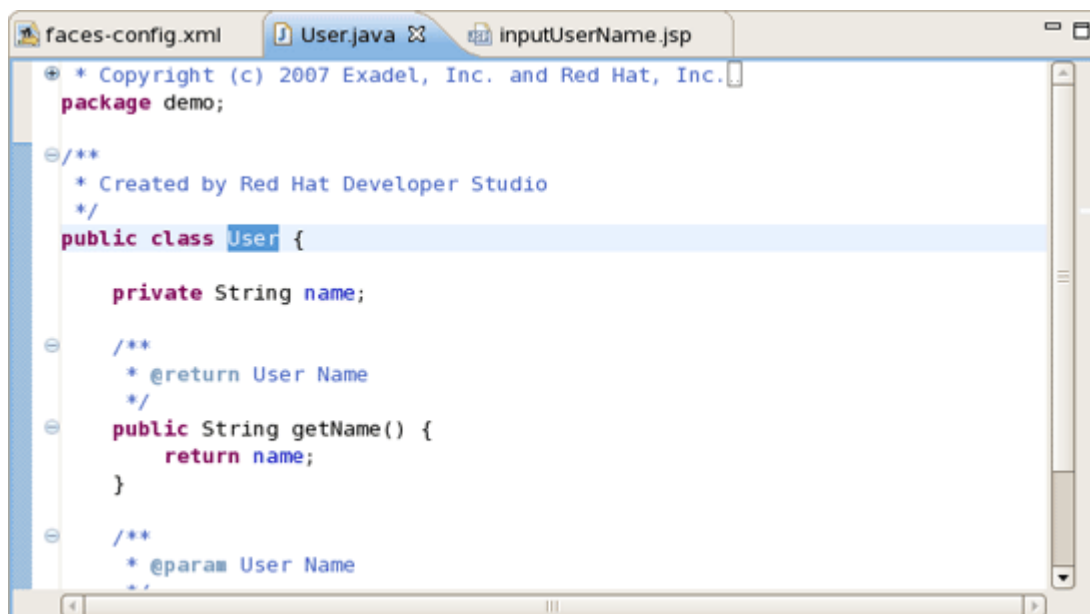 faces-config.xml User.java inputUserName.jsp
* Copyright (c) 2007 Exadel, Inc. and Red Hat, Inc.
package demo;
/**
* Created by Red Hat Developer Studio
*/
public class User {
private String name;
/**
* @return User Name
*/
public String getName() {
return name;
}
/**
* @param User Name
*/